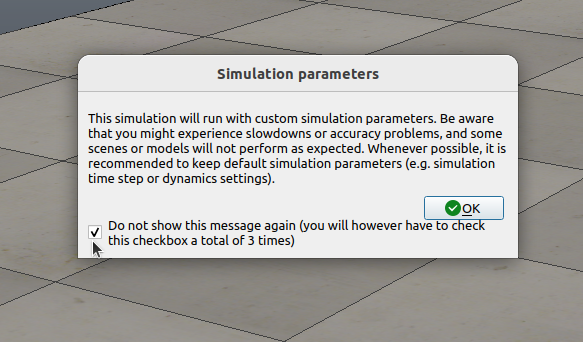 Simulation parameters
This simulation will run with custom simulation parameters. Be aware
that you might experience slowdowns or accuracy problems, and some
scenes or models will not perform as expected. Whenever possible, it is
recommended to keep default simulation parameters (e.g. simulation
time step or dynamics settings).
OK
Do not show this message again (you will however have to check
this checkbox a total of 3 times)